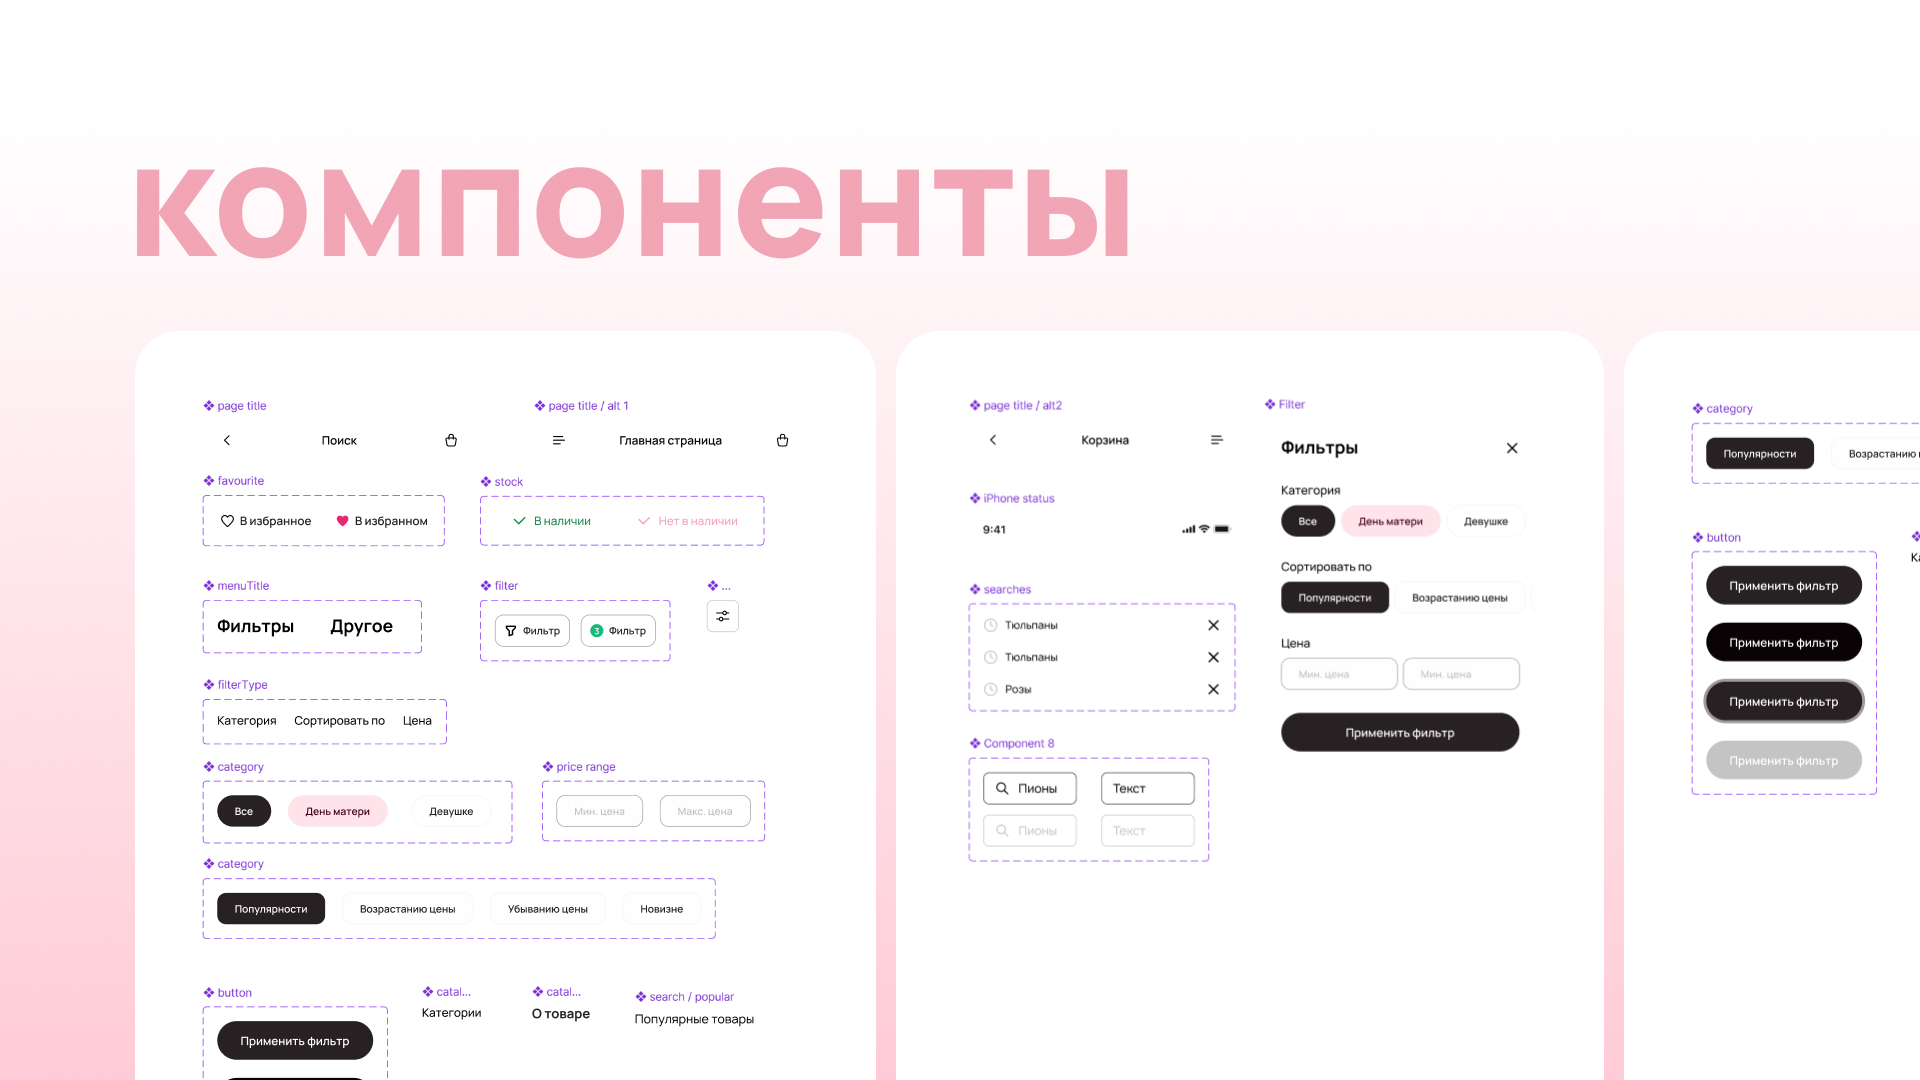 компоненты
page title
page title / alt 1
Поиск
Главная страница
favourite
stock
В избранное
В избранном
В наличии
Нет в наличии
menuTitle
filter
...
Фильтры
Другое
Фильтр
3 Фильтр
filterType
Категория
Сортировать по
Цена
category
price range
Все
День матери
Девушке
Мин. цена
Макс. цена
category
Популярности
Возрастанию цены
Убыванию цены
Новизне
button
catal...
catal...
search / popular
Категории
О товаре
Популярные товары
Применить фильтр
page title / alt2
Корзина
iPhone status
9:41
searches
Тюльпаны
Тюльпаны
Розы
Component 8
Пионы
Текст
Пионы
Текст
Filter
Фильтры
Категория
Все
День матери
Девушке
Сортировать по
Популярности
Возрастанию цены
Цена
Мин. цена
Мин. цена
Применить фильтр
category
Популярности
Возрастанию
button
Применить фильтр
Применить фильтр
Применить фильтр
Применить фильтр